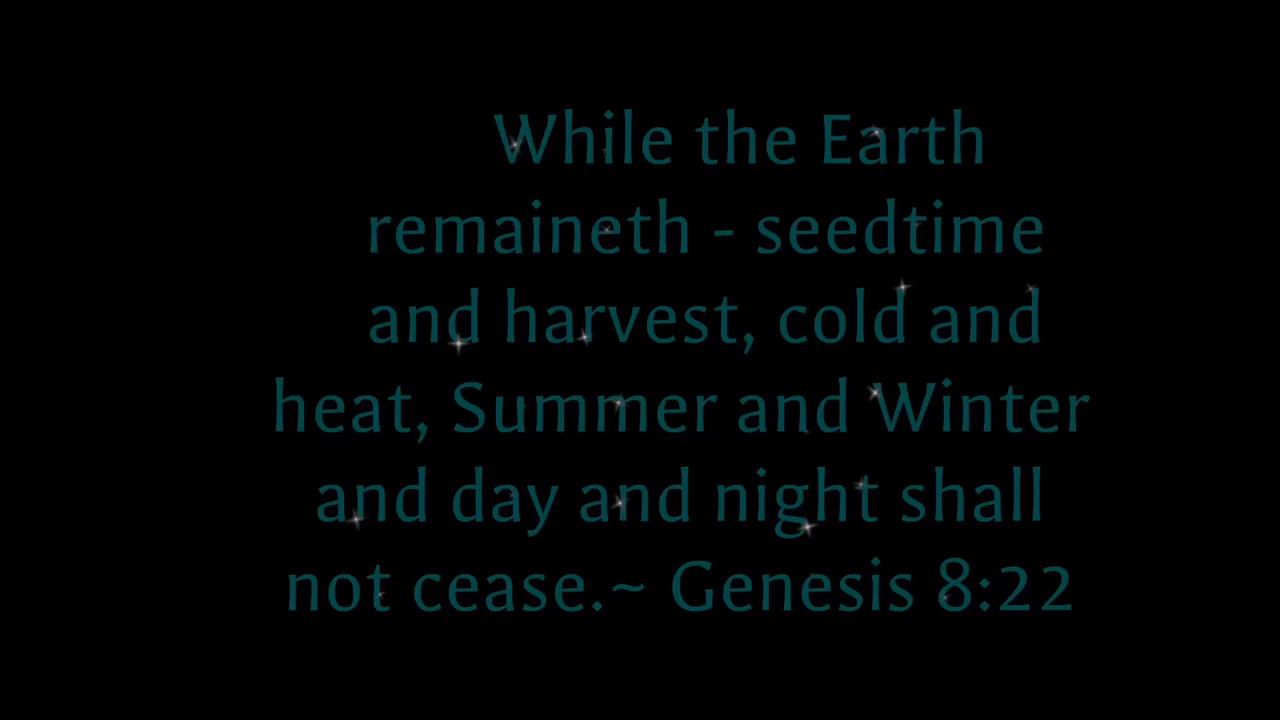 While the Earth
remaineth - seedtime
and harvest, cold and
heat, Summer and Winter
and day and night shall
not cease.~ Genesis 8:22